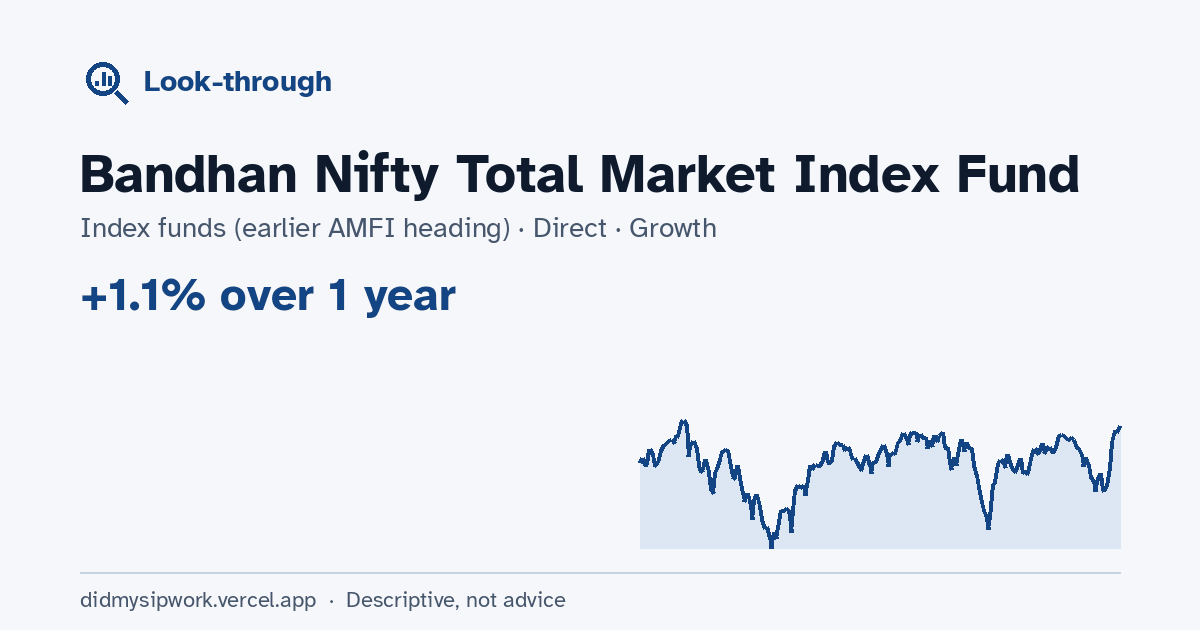 Look-through
Bandhan Nifty Total Market Index Fund
Index funds (earlier AMFI heading) · Direct · Growth
+1.1% over 1 year
didmysipwork.vercel.app · Descriptive, not advice